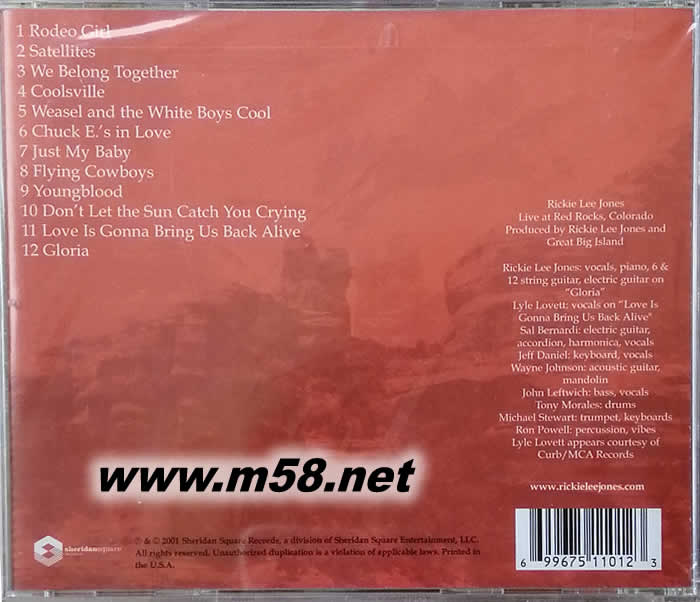 1 Rodeo Girl
2 Satellites
3 We Belong Together
4 Coolsville
5 Weasel and the White Boys Cool
6 Chuck E.'s in Love
7 Just My Baby
8 Flying Cowboys
9 Youngblood
10 Don't Let the Sun Catch You Crying
11 Love Is Gonna Bring Us Back Alive
12 Gloria
Rickie Lee Jones
Live at Red Rocks, Colorado
Produced by Rickie Lee Jones and
Great Big Island
Rickie Lee Jones: vocals, piano, 6 &
12 string guitar, electric guitar on
"Gloria"
Lyle Lovett: vocals on "Love Is
Gonna Bring Us Back Alive"
Sal Bernardi: electric guitar,
accordion, harmonica, vocals
Jeff Daniel: keyboard, vocals
Wayne Johnson: acoustic guitar,
mandolin
John Leftwich: bass, vocals
Tony Morales: drums
Michael Stewart: trumpet, keyboards
Ron Powell: percussion, vibes
Lyle Lovett appears courtesy of
Curb/MCA Records
www.rickieleejones.com
www.m58.net
sheridansquare
℗ & © 2001 Sheridan Square Records, a division of Sheridan Square Entertainment, LLC.
All rights reserved. Unauthorized duplication is a violation of applicable laws. Printed in
the U.S.A.
6 99675 11012 3